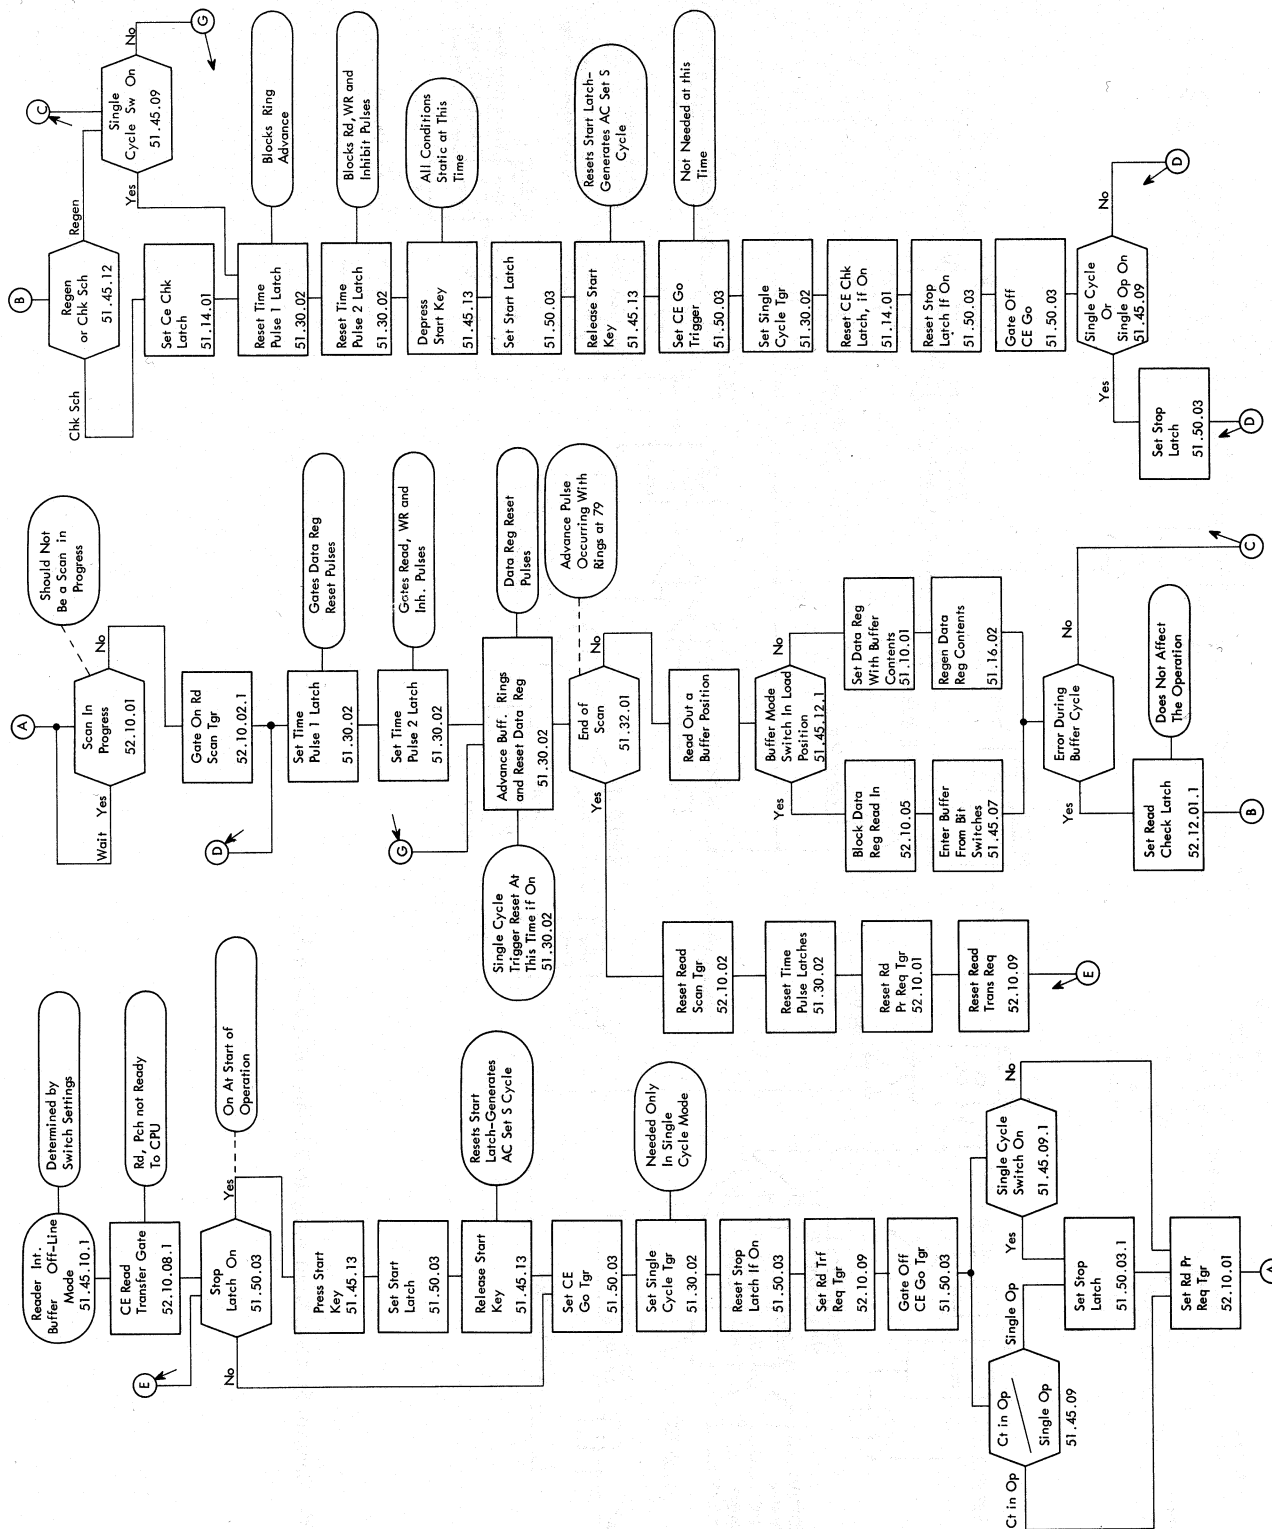 Reader Int.
Buffer Off-Line
Mode
51.45.10.1
Determined by
Switch Settings
CE Read
Transfer Gate
52.10.08.1
Rd, Pch not Ready
To CPU
E
Stop
Latch On
51.50.03
Yes
No
On At Start of
Operation
Press Start
Key
51.45.13
Set Start
Latch
51.50.03
Release Start
Key
51.45.13
Resets Start
Latch-Generates
AC Set S Cycle
Set CE
Go Tgr
51.50.03
Set Single
Cycle Tgr
51.30.02
Needed Only
In Single
Cycle Mode
Reset Stop
Latch If On
51.50.03
Set Rd Trf
Req Tgr
52.10.09
Gate Off
CE Go Tgr
51.50.03
Ct in Op
Ct in Op
Single Op
51.45.09
Single Op
Single Cycle
Switch On
51.45.09.1
Yes
No
Set Stop
Latch
51.50.03.1
Set Rd Pr
Req Tgr
52.10.01
A
A
Scan In
Progress
52.10.01
Wait Yes
No
Should Not
Be a Scan in
Progress
Gate On Rd
Scan Tgr
52.10.02.1
D
Set Time
Pulse 1 Latch
51.30.02
Gates Data Reg
Reset Pulses
Set Time
Pulse 2 Latch
51.30.02
Gates Read, WR and
Inh. Pulses
G
Advance Buff. Rings
and Reset Data Reg
51.30.02
Data Reg Reset
Pulses
Single Cycle
Trigger Reset At
This Time if On
51.30.02
End of
Scan
51.32.01
Yes
No
Advance Pulse
Occurring With
Rings at 79
Reset Read
Scan Tgr
52.10.02
Reset Time
Pulse Latches
51.30.02
Reset Rd
Pr Req Tgr
52.10.01
Reset Read
Trans Req
52.10.09
E
Read Out a
Buffer Position
Buffer Mode
Switch In Load
Position
51.45.12.1
Yes
No
Block Data
Reg Read In
52.10.05
Enter Buffer
From Bit
Switches
51.45.07
Set Data Reg
With Buffer
Contents
51.10.01
Regen Data
Reg Contents
51.16.02
Error During
Buffer Cycle
Yes
No
Set Read
Check Latch
52.12.01.1
Does Not Affect
The Operation
B
C
B
Regen
or Chk Sch
51.45.12
Chk Sch
Regen
C
Single
Cycle Sw On
51.45.09
Yes
No
G
Set Ce Chk
Latch
51.14.01
Reset Time
Pulse 1 Latch
51.30.02
Blocks Ring
Advance
Reset Time
Pulse 2 Latch
51.30.02
Blocks Rd, WR and
Inhibit Pulses
Depress
Start Key
51.45.13
All Conditions
Static at This
Time
Set Start Latch
51.50.03
Release Start
Key
51.45.13
Resets Start Latch-
Generates AC Set S
Cycle
Set CE Go
Trigger
51.50.03
Not Needed at this
Time
Set Single
Cycle Tgr
51.30.02
Reset CE Chk
Latch, if On
51.14.01
Reset Stop
Latch If On
51.50.03
Gate Off
CE Go
51.50.03
Single Cycle
Or
Single Op On
51.45.09
Yes
No
Set Stop
Latch
51.50.03
D
D